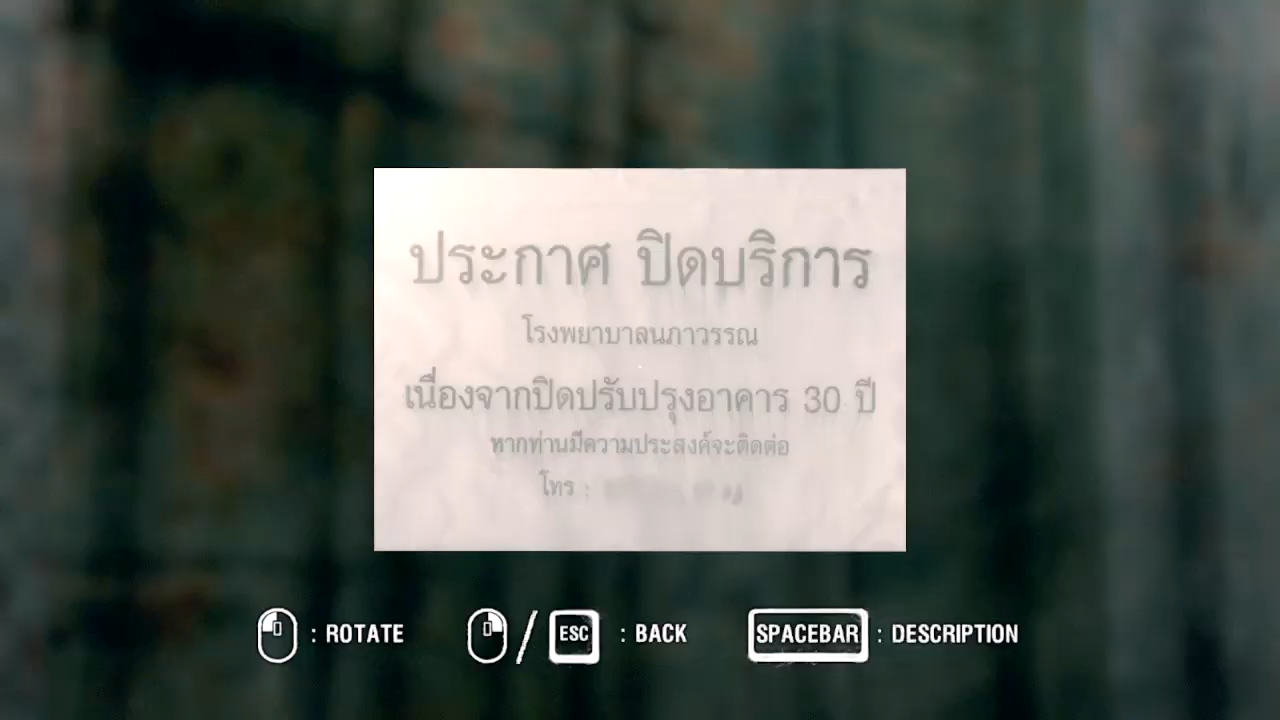 ประกาศ ปิดบริการ
โรงพยาบาลนภาวรรณ
เนื่องจากปิดปรับปรุงอาคาร 30 ปี
หากท่านมีความประสงค์จะติดต่อ
โทร :
: ROTATE
/ ESC : BACK
SPACEBAR : DESCRIPTION